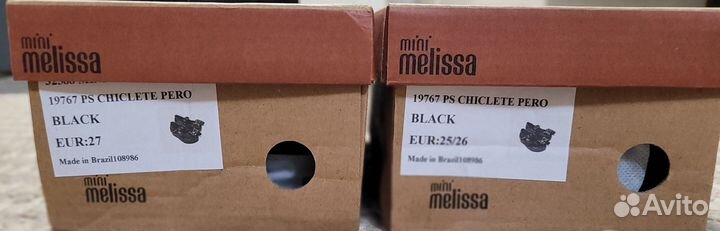 mini
melissa
19767 PS CHICLETE PERO
BLACK
EUR:27
Made in Brazil108986
mini
melissa
mini
melissa
19767 PS CHICLETE PERO
BLACK
EUR:25/26
Made in Brazil108986
mini
melissa
Avito